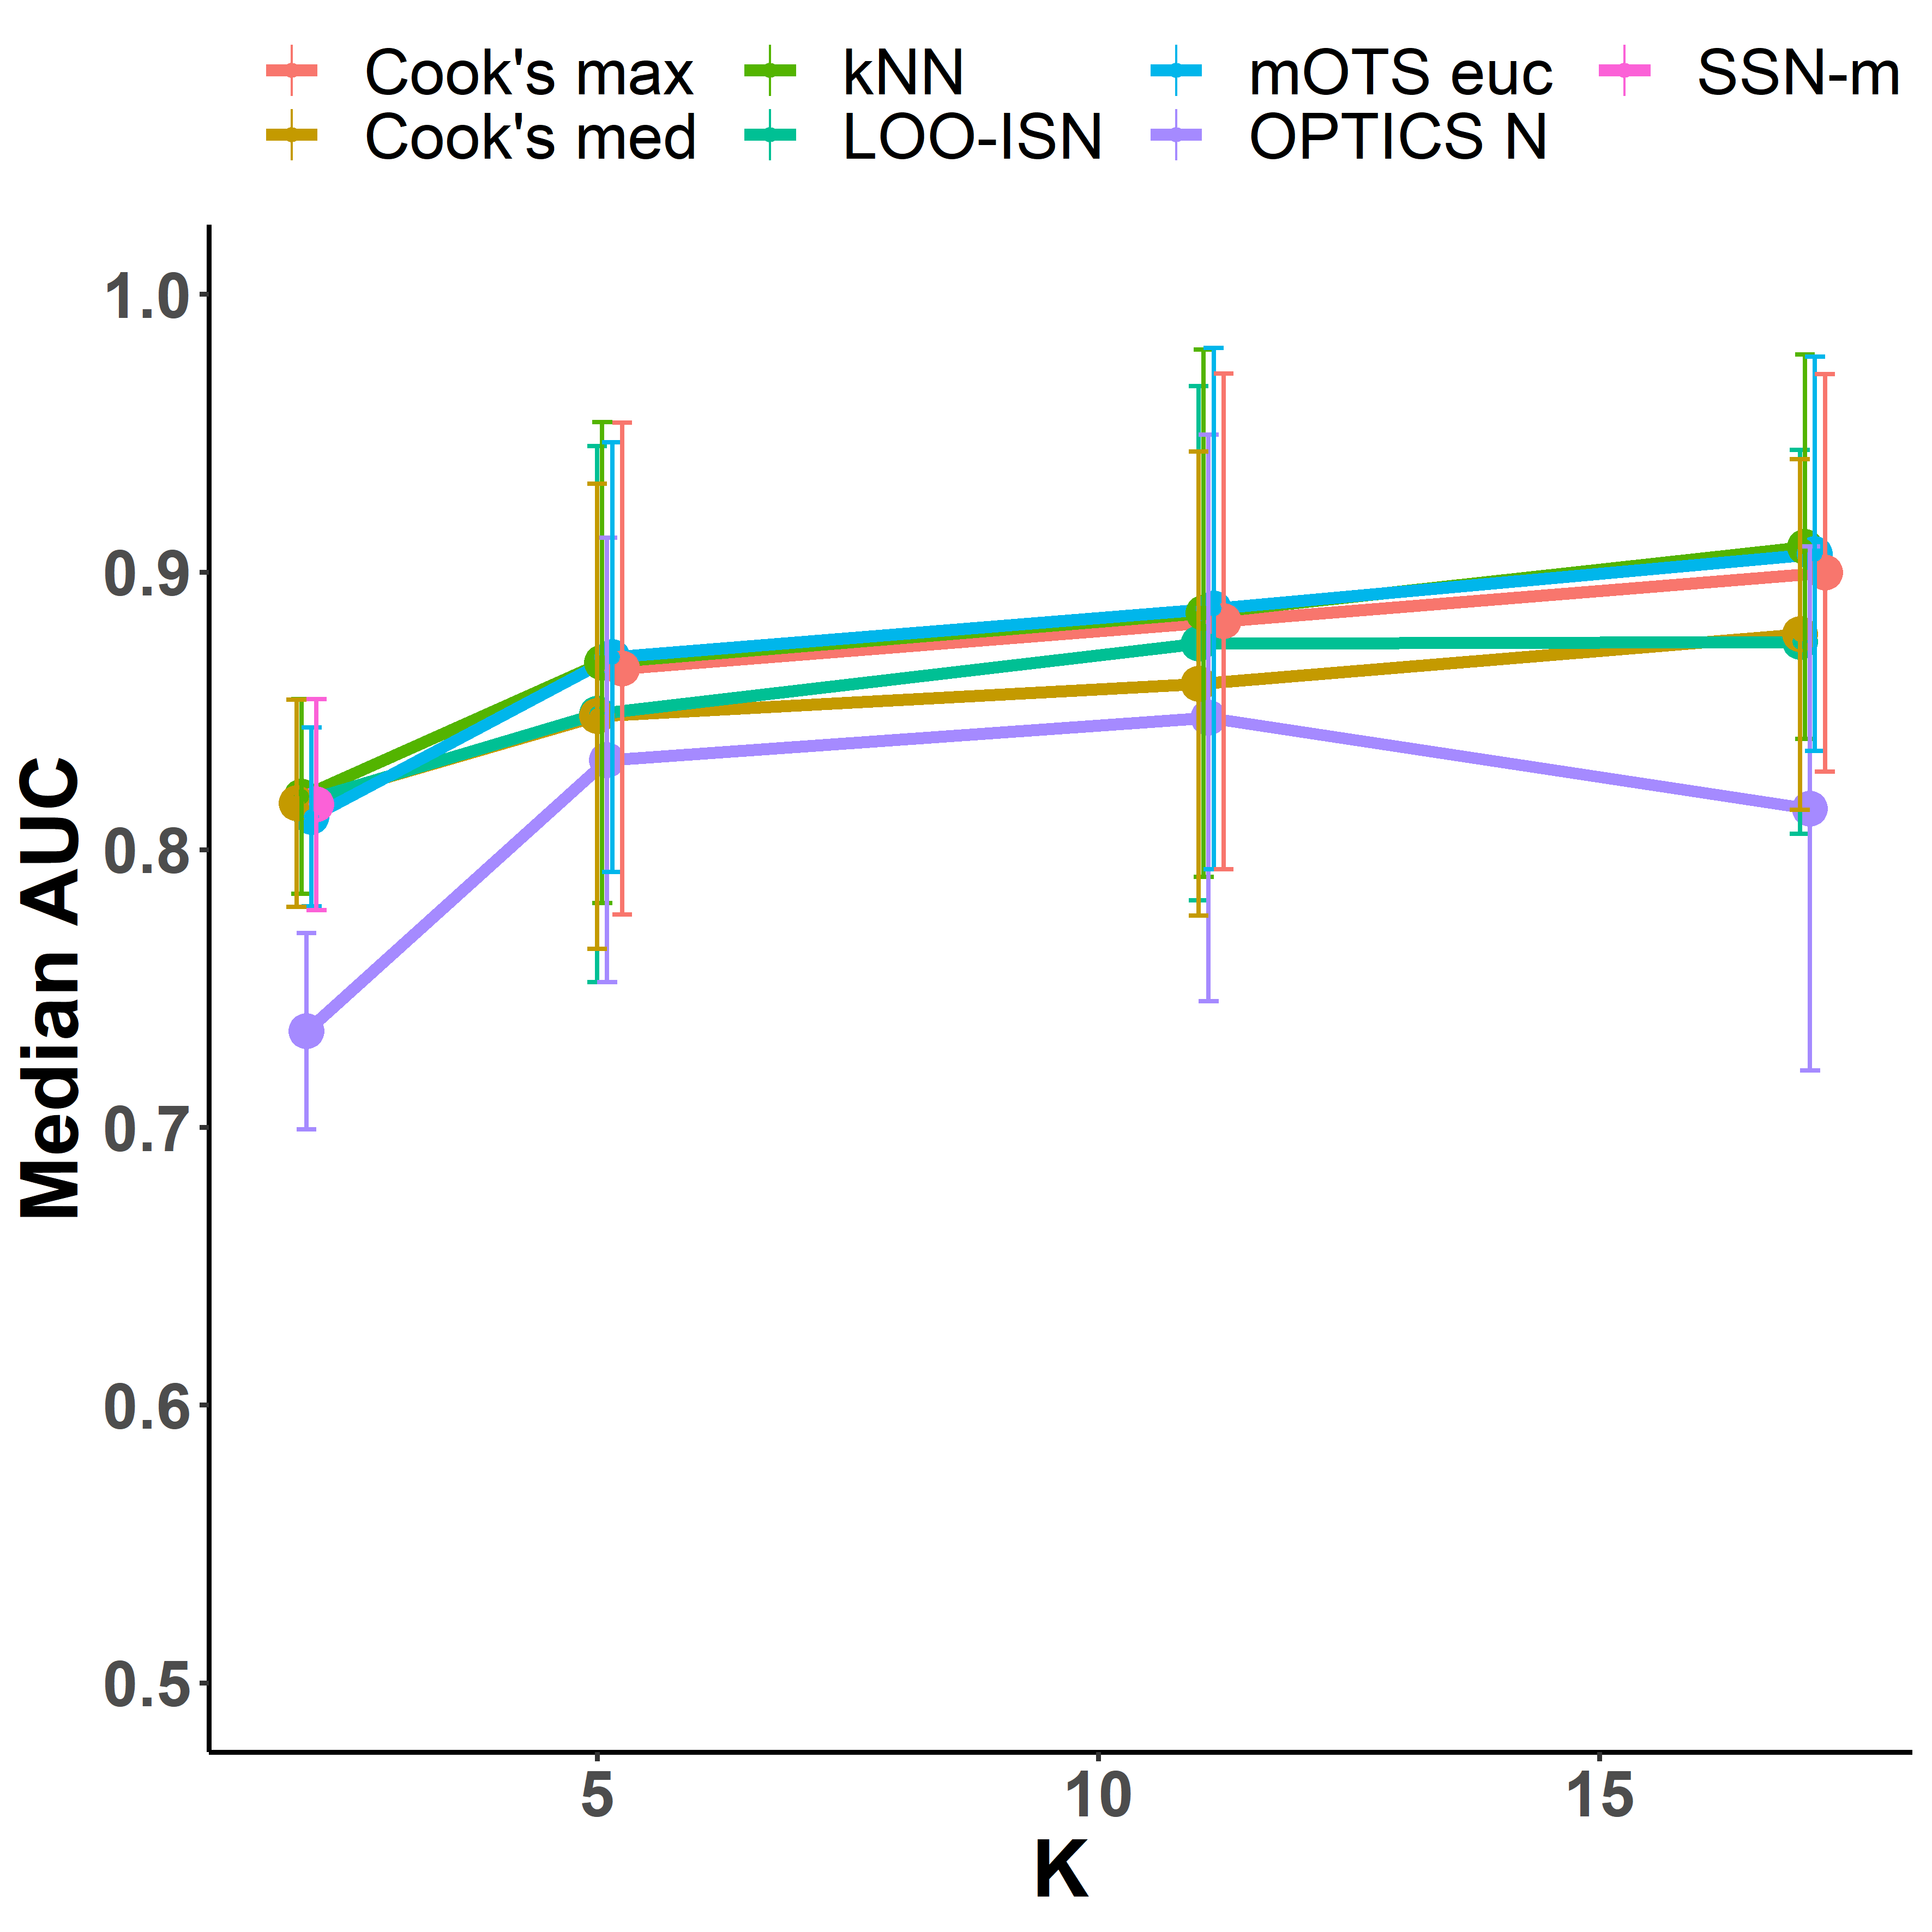 Cook's max kNN mOTS euc SSN-m
Cook's med LOO-ISN OPTICS N
1.0
0.9
0.8
0.7
0.6
0.5
Median AUC
5 10 15
K